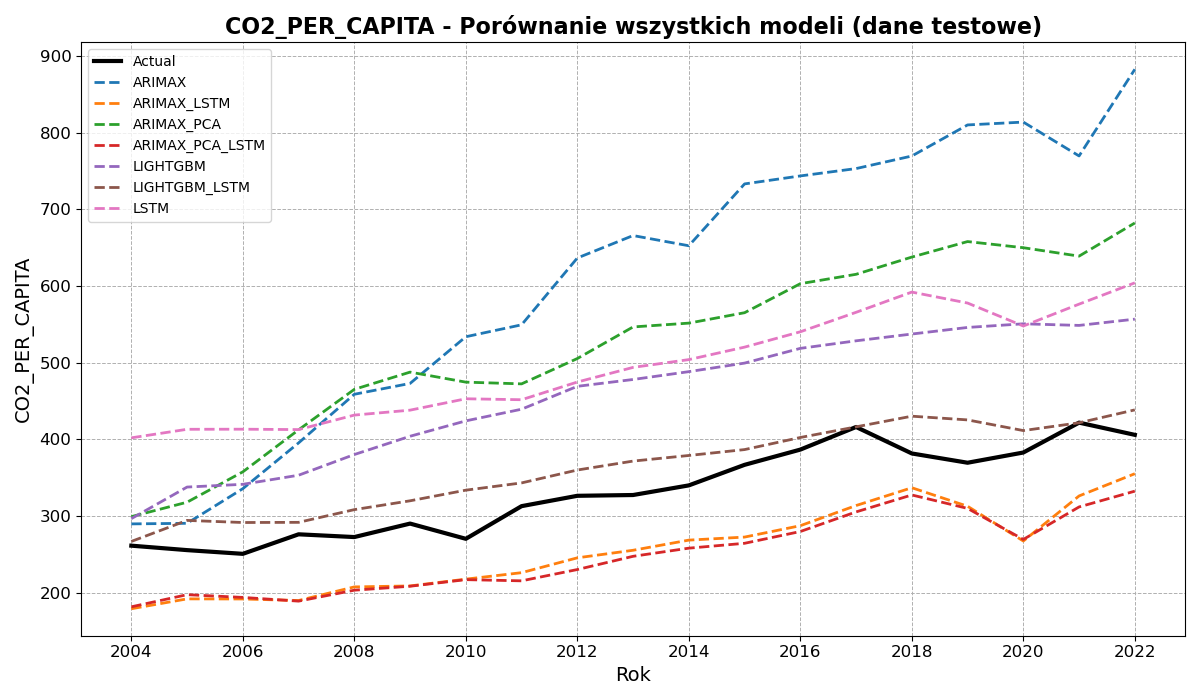 CO2_PER_CAPITA - Porównanie wszystkich modeli (dane testowe)
Actual
ARIMAX
ARIMAX_LSTM
ARIMAX_PCA
ARIMAX_PCA_LSTM
LIGHTGBM
LIGHTGBM_LSTM
LSTM
CO2_PER_CAPITA
900
800
700
600
500
400
300
200
2004 2006 2008 2010 2012 2014 2016 2018 2020 2022
Rok